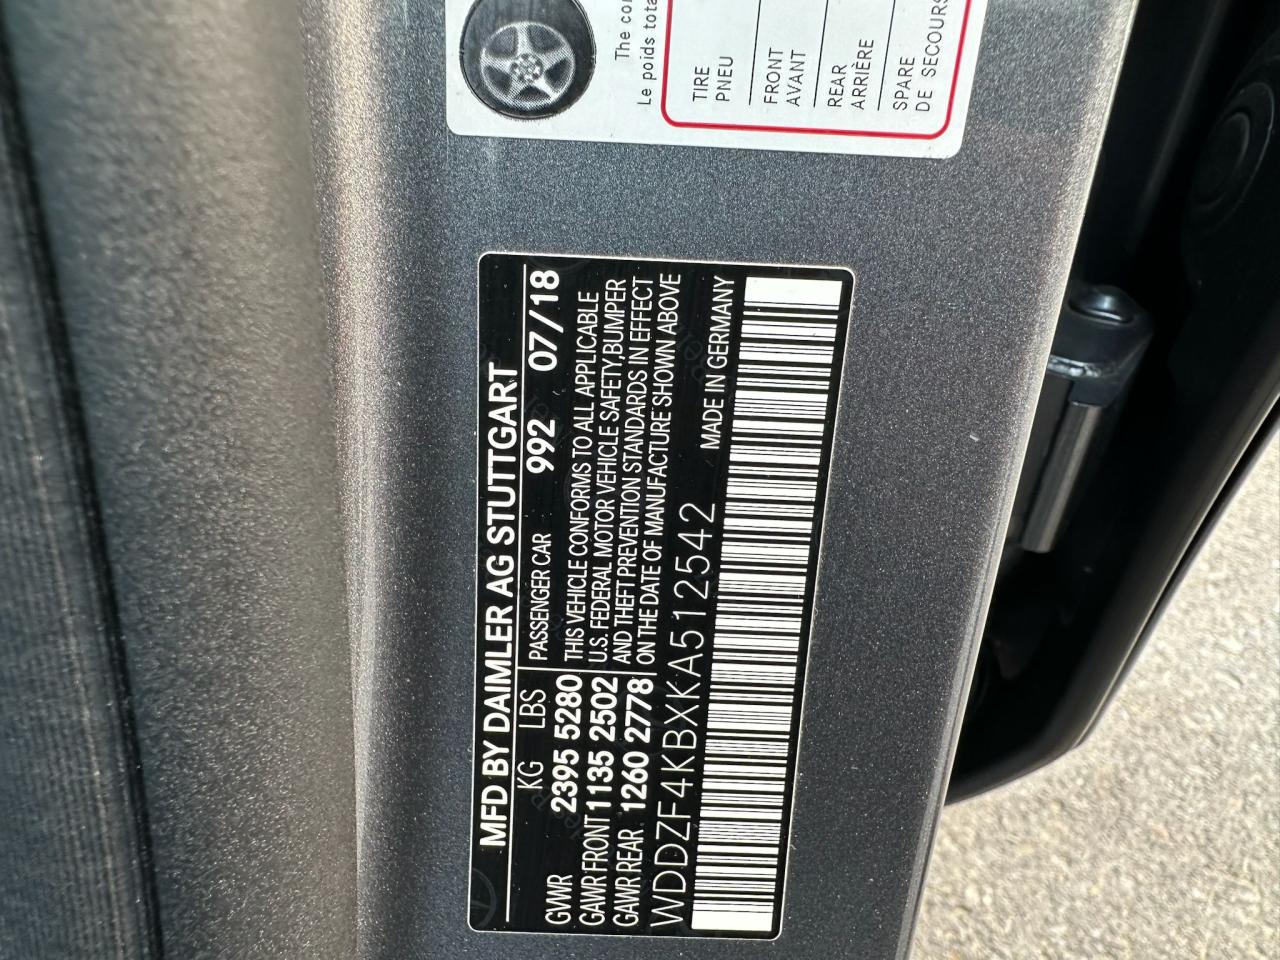 MFD BY DAIMLER AG STUTTGART
KG LBS PASSENGER CAR 992 07/18
GVWR 2395 5280 THIS VEHICLE CONFORMS TO ALL APPLICABLE
GAWR FRONT 1135 2502 U.S. FEDERAL MOTOR VEHICLE SAFETY,BUMPER
GAWR REAR 1260 2778 AND THEFT PREVENTION STANDARDS IN EFFECT
ON THE DATE OF MANUFACTURE SHOWN ABOVE
WDDZF4KBXKA512542 MADE IN GERMANY
The
Le poids
TIRE
PNEU
FRONT
AVANT
REAR
ARRIÈRE
SPARE
DE SECOURS